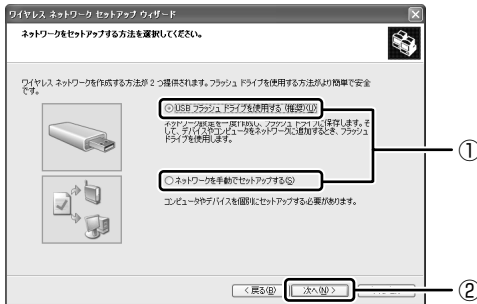 ワイヤレス ネットワーク セットアップ ウィザード
ネットワークをセットアップする方法を選択してください。
ワイヤレス ネットワークを作成する方法が 2 つ提供されます。フラッシュ ドライブを使用する方法がより簡単で安全
です。
USB フラッシュ ドライブを使用する (推奨)(U)
ネットワーク設定を一度作成し、フラッシュ ドライブに保存します。そ
して、デバイスやコンピュータをネットワークに追加するとき、フラッシュ
ドライブを使用します。
①
ネットワークを手動でセットアップする(S)
コンピュータやデバイスを個別にセットアップする必要があります。
< 戻る(B)
次へ(N) >
②